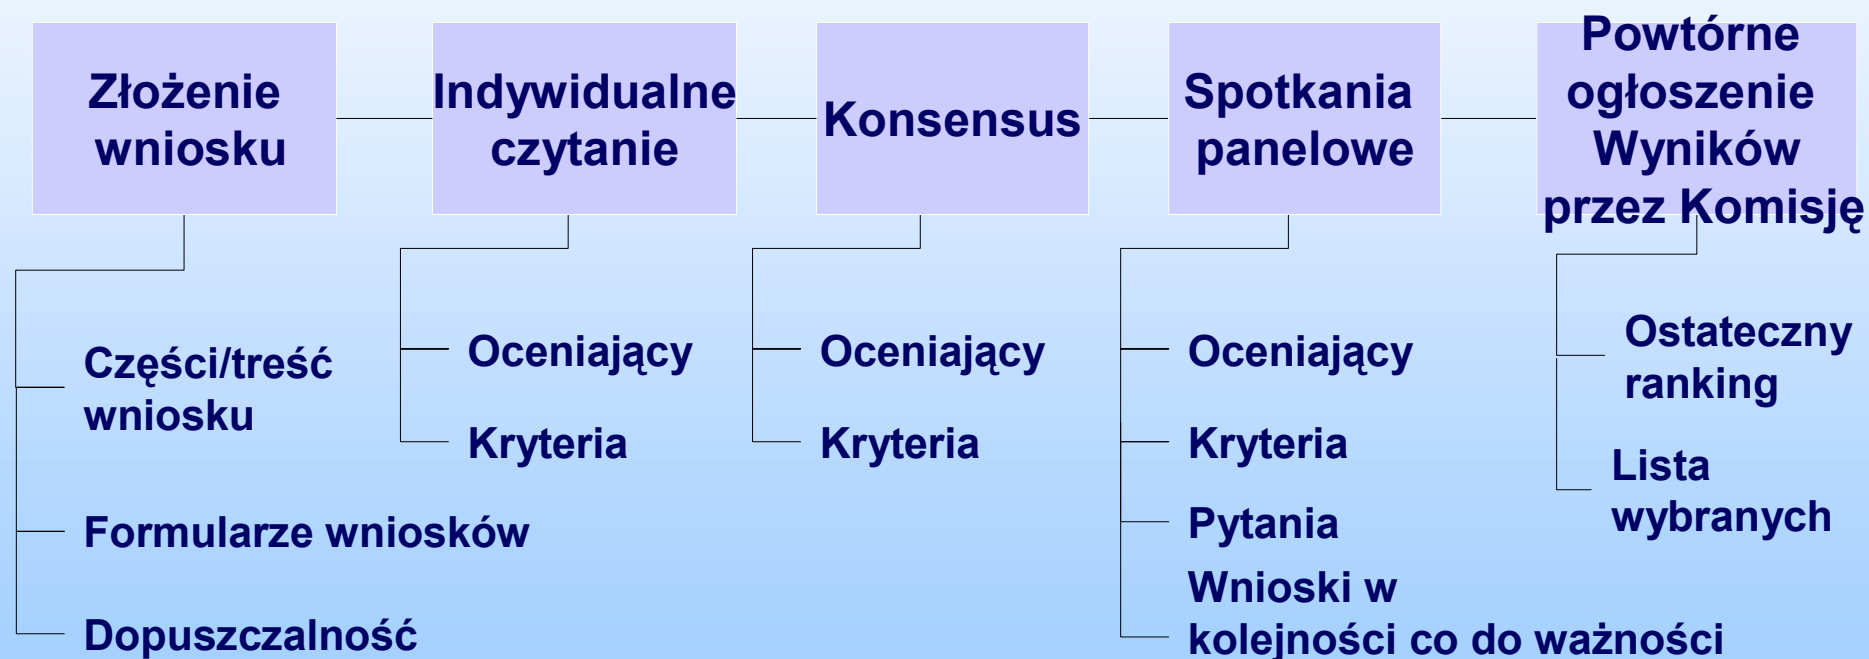 Złożenie
wniosku
Indywidualne
czytanie
Konsensus
Spotkania
panelowe
Powtórne
ogłoszenie
Wyników
przez Komisję
Części/treść
wniosku
Formularze wniosków
Dopuszczalność
Oceniający
Kryteria
Oceniający
Kryteria
Oceniający
Kryteria
Pytania
Wnioski w
kolejności co do ważności
Ostateczny
ranking
Lista
wybranych